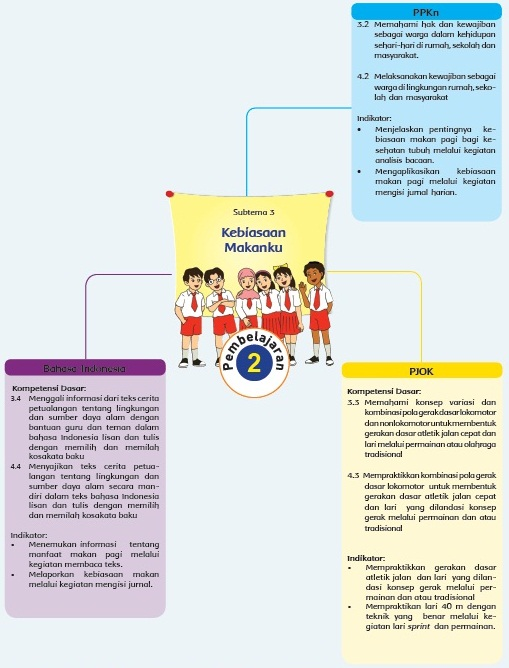 PPKn
3.2 Memahami hak dan kewajiban
sebagai warga dalam kehidupan
sehari-hari di rumah, sekolah dan
masyarakat.
4.2 Melaksanakan kewajiban sebagai
warga di lingkungan rumah, seko-
lah dan masyarakat
Indikator:
• Menjelaskan pentingnya ke-
biasaan makan pagi bagi ke-
sehatan tubuh melalui kegiatan
analisis bacaan.
• Mengaplikasikan kebiasaan
makan pagi melalui kegiatan
mengisi jurnal harian.
Subtema 3
Kebiasaan
Makanku
Pembelajaran
2
Bahasa Indonesia
Kompetensi Dasar:
3.4 Menggali informasi dari teks cerita
petualangan tentang lingkungan
dan sumber daya alam dengan
bantuan guru dan teman dalam
bahasa Indonesia lisan dan tulis
dengan memilih dan memilah
kosakata baku
4.4 Menyajikan teks cerita petua-
langan tentang lingkungan dan
sumber daya alam secara man-
diri dalam teks bahasa Indonesia
lisan dan tulis dengan memilih
dan memilah kosakata baku
Indikator:
• Menemukan informasi tentang
manfaat makan pagi melalui
kegiatan membaca teks.
• Melaporkan kebiasaan makan
melalui kegiatan mengisi jurnal.
PJOK
Kompetensi Dasar:
3.3 Memahami konsep variasi dan
kombinasi pola gerak dasar lokomotor
dan nonlokomotor untuk membentuk
gerakan dasar atletik jalan cepat dan
lari melalui permainan atau olahraga
tradisional
4.3 Mempraktikkan kombinasi pola gerak
dasar lokomotor untuk membentuk
gerakan dasar atletik jalan cepat
dan lari yang dilandasi konsep
gerak melalui permainan dan atau
tradisional
Indikator:
• Mempraktikkan gerakan dasar
atletik jalan dan lari yang dilan-
dasi konsep gerak melalui per-
mainan dan atau tradisional
• Mempraktikan lari 40 m dengan
teknik yang benar melalui ke-
giatan lari sprint dan permainan.